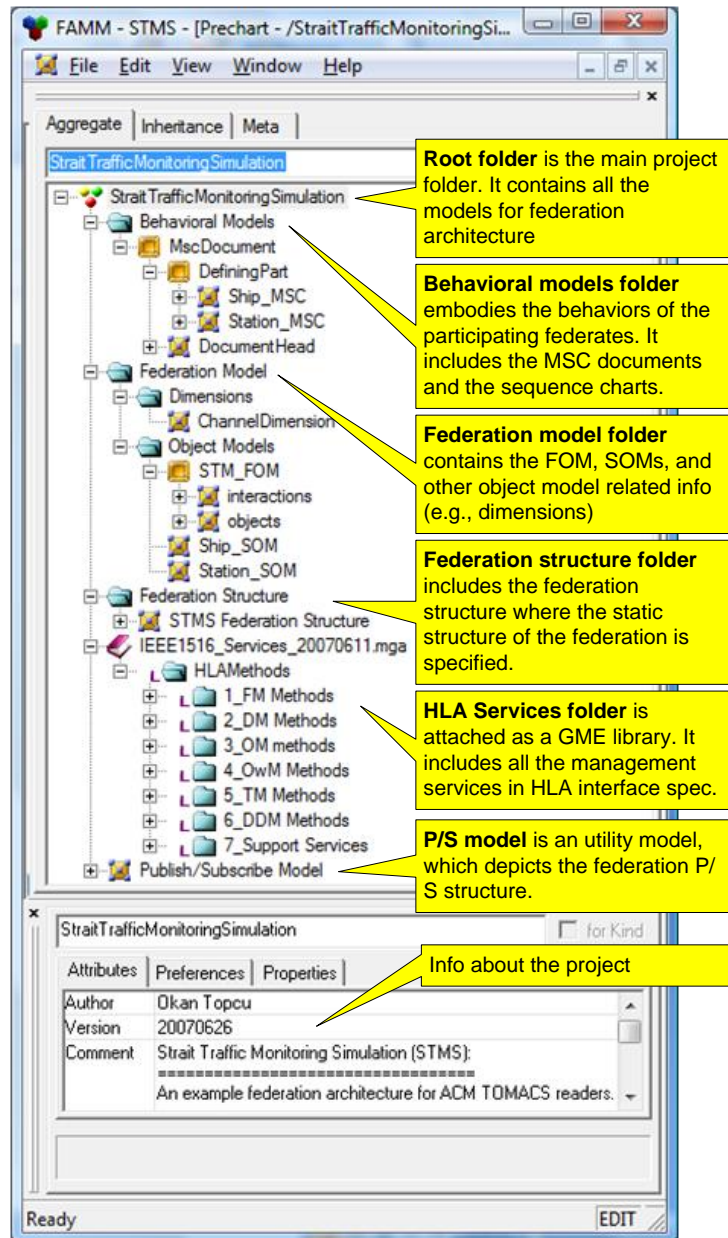 FAMM - STMS - [Prechart - /StraitTrafficMonitoringSi...
File Edit View Window Help
Aggregate Inheritance Meta
StraitTrafficMonitoringSimulation
StraitTrafficMonitoringSimulation
Behavioral Models
MscDocument
DefiningPart
Ship_MSC
Station_MSC
DocumentHead
Federation Model
Dimensions
ChannelDimension
Object Models
STM_FOM
interactions
objects
Ship_SOM
Station_SOM
Federation Structure
STMS Federation Structure
IEEE1516_Services_20070611.mga
L HLAMethods
L 1_FM Methods
L 2_DM Methods
L 3_OM methods
L 4_OwM Methods
L 5_TM Methods
L 6_DDM Methods
L 7_Support Services
Publish/Subscribe Model
Root folder is the main project
folder. It contains all the
models for federation
architecture
Behavioral models folder
embodies the behaviors of the
participating federates. It
includes the MSC documents
and the sequence charts.
Federation model folder
contains the FOM, SOMs, and
other object model related info
(e.g., dimensions)
Federation structure folder
includes the federation
structure where the static
structure of the federation is
specified.
HLA Services folder is
attached as a GME library. It
includes all the management
services in HLA interface spec.
P/S model is an utility model,
which depicts the federation P/
S structure.
StraitTrafficMonitoringSimulation for Kind
Attributes Preferences Properties
Info about the project
Author Okan Topcu
Version 20070626
Comment Strait Traffic Monitoring Simulation (STMS):
==================================
An example federation architecture for ACM TOMACS readers.
Ready EDIT